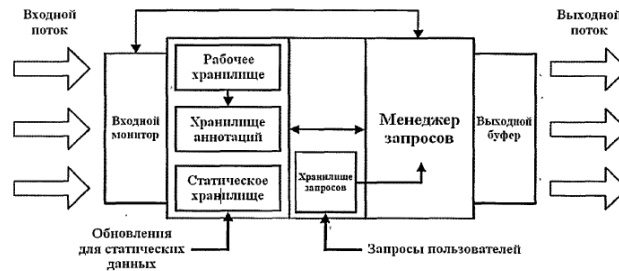 Входной
поток
Выходной
поток
Входной
монитор
Рабочее
хранилище
Хранилище
аннотаций
Статическое
хранилище
Хранилише
запросов
Менеджер
запросов
Выходной
буфер
Обновления
для статических
данных
Запросы пользователей